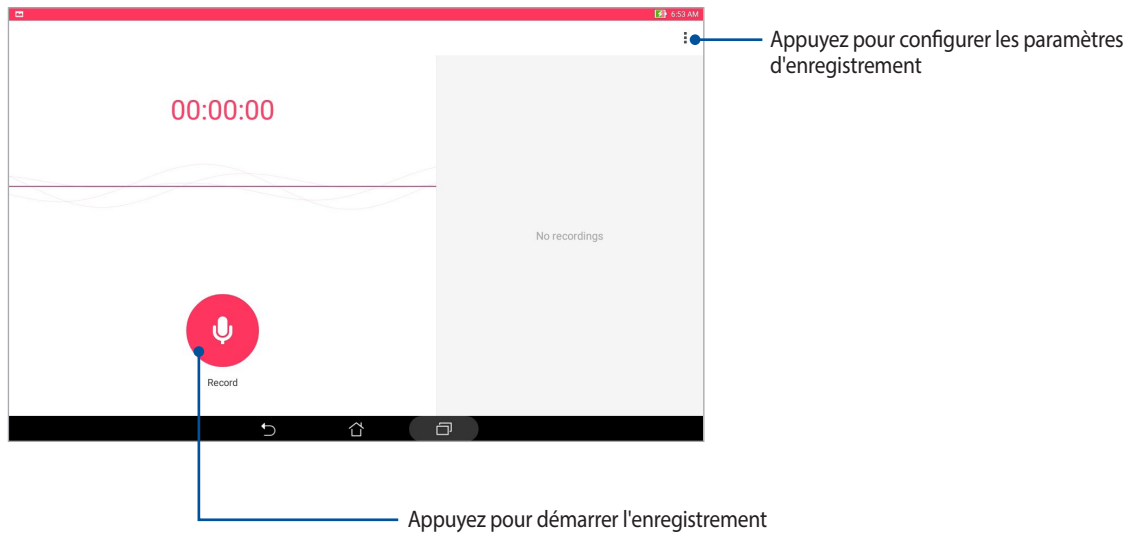 6:53 AM
Appuyez pour configurer les paramètres
d'enregistrement
00:00:00
No recordings
Record
Appuyez pour démarrer l'enregistrement